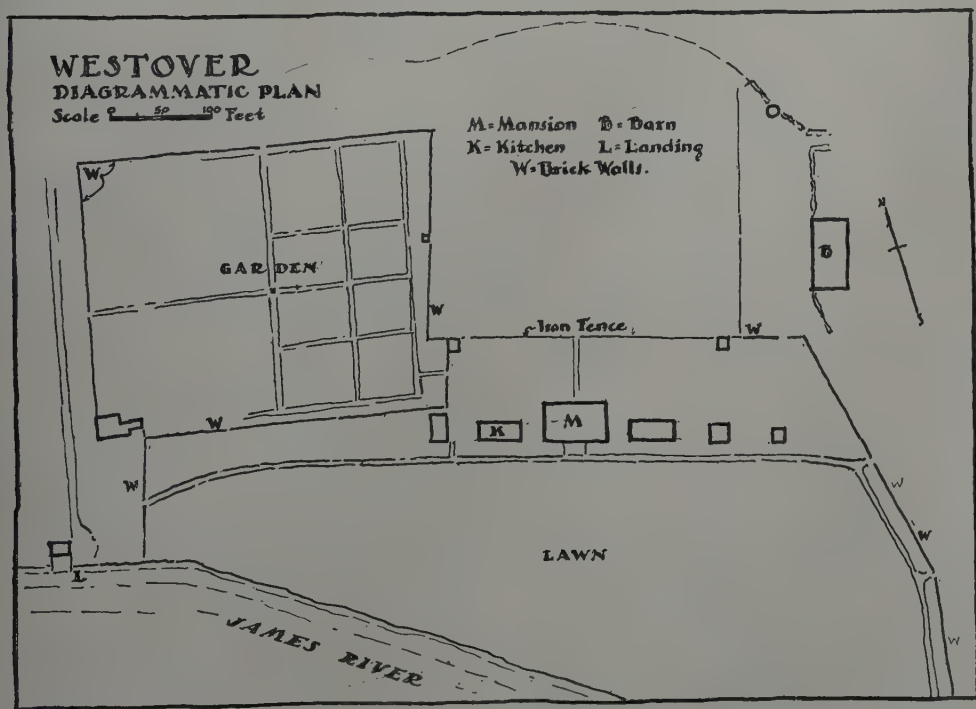 WESTOVER
DIAGRAMMATIC PLAN
Scale 0 50 100 Feet
M=Mansion B=Barn
K=Kitchen L=Landing
W=Brick Walls.
W
N
GARDEN
B
W
S
Iron Fence
W
W
K
M
W
W
W
LAWN
L
JAMES RIVER
W